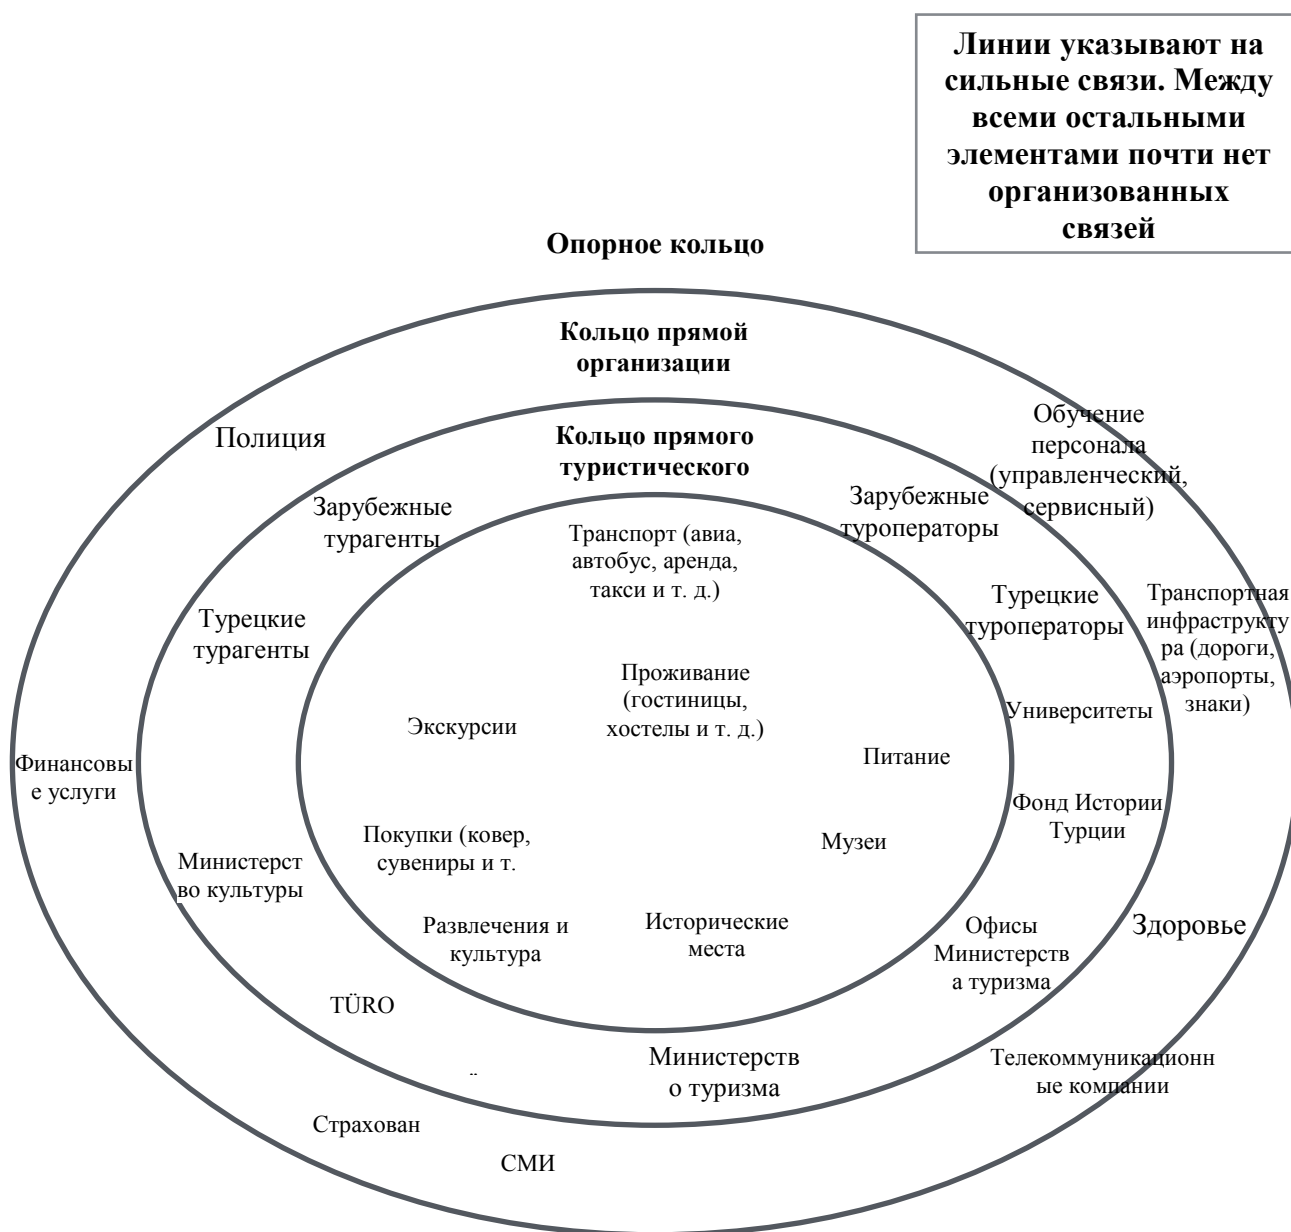 Линии указывают на
сильные связи. Между
всеми остальными
элементами почти нет
организованных
связей
Опорное кольцо
Кольцо прямой
организации
Кольцо прямого
туристического
Полиция
Обучение
персонала
(управленческий,
сервисный)
Зарубежные
турагенты
Зарубежные
туроператоры
Транспорт (авиа,
автобус, аренда,
такси и т. д.)
Турецкие
турагенты
Турецкие
туроператоры
Транспортная
инфраструкту
ра (дороги,
аэропорты,
знаки)
Проживание
(гостиницы,
хостелы и т. д.)
Экскурсии
Университеты
Питание
Финансовы
е услуги
Фонд Истории
Турции
Покупки (ковер,
сувениры и т.
Музеи
Министерст
во культуры
Развлечения и
культура
Исторические
места
Офисы
Министерств
а туризма
Здоровье
TÜRO
Министерств
о туризма
Телекоммуникационн
ые компании
Страхован
СМИ